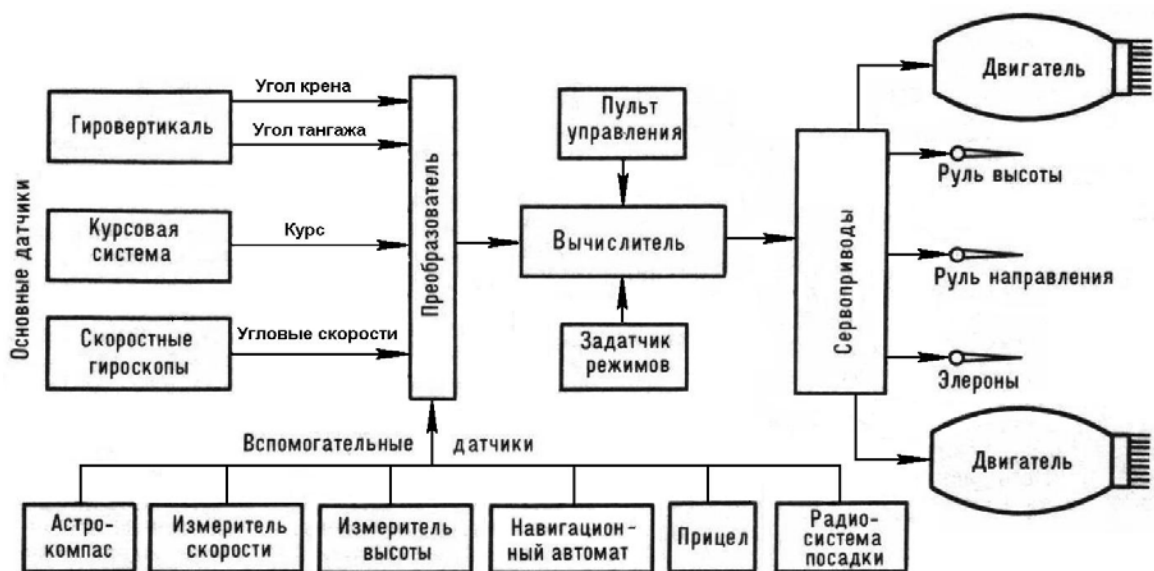 Основные датчики
Гировертикаль
Угол крена
Угол тангажа
Курсовая
система
Курс
Скоростные
гироскопы
Угловые скорости
Преобразователь
Пульт
управления
Вычислитель
Задатчик
режимов
Сервоприводы
Двигатель
Руль высоты
Руль направления
Элероны
Двигатель
Вспомогательные датчики
Астро-
компас
Измеритель
скорости
Измеритель
высоты
Навигацион-
ный автомат
Прицел
Радио-
система
посадки